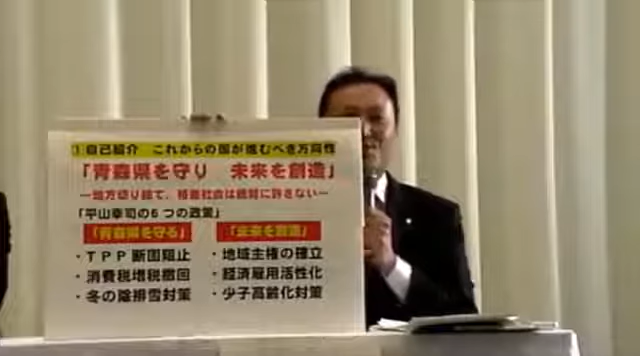 1 自己紹介 これからの国が進むべき方向性
「青森県を守り 未来を創造」
―地方切り捨て、格差社会は絶対に許さない―
「平山幸司の6つの政策」
「青森県を守る」 「未来を創造」
・TPP断固阻止 ・地域主権の確立
・消費税増税撤回 ・経済雇用活性化
・冬の除排雪対策 ・少子高齢化対策